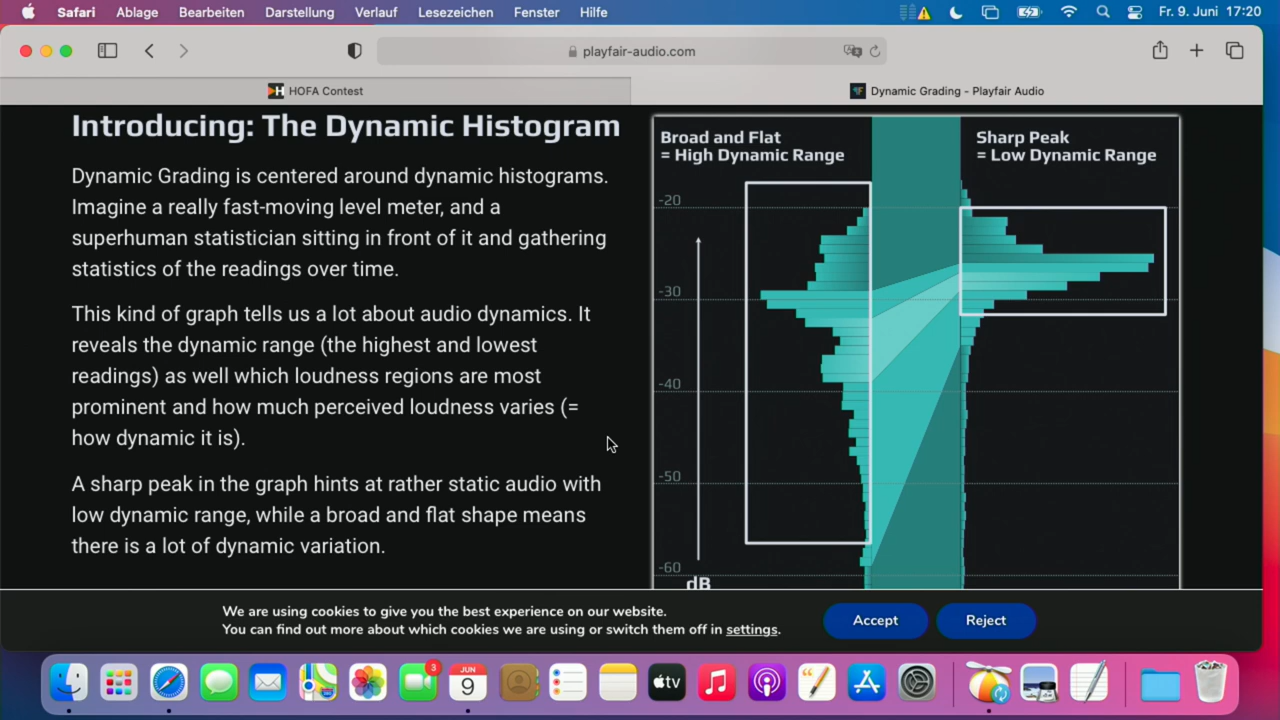 Safari Ablage Bearbeiten Darstellung Verlauf Lesezeichen Fenster Hilfe Fr. 9. Juni 17:20
playfair-audio.com
HOFA Contest
Dynamic Grading - Playfair Audio
Introducing: The Dynamic Histogram
Dynamic Grading is centered around dynamic histograms.
Imagine a really fast-moving level meter, and a
superhuman statistician sitting in front of it and gathering
statistics of the readings over time.
This kind of graph tells us a lot about audio dynamics. It
reveals the dynamic range (the highest and lowest
readings) as well which loudness regions are most
prominent and how much perceived loudness varies (=
how dynamic it is).
A sharp peak in the graph hints at rather static audio with
low dynamic range, while a broad and flat shape means
there is a lot of dynamic variation.
Broad and Flat
= High Dynamic Range
Sharp Peak
= Low Dynamic Range
-20
-30
-40
-50
-60
dB
We are using cookies to give you the best experience on our website.
You can find out more about which cookies we are using or switch them off in settings.
Accept
Reject
3
JUN
9
tv